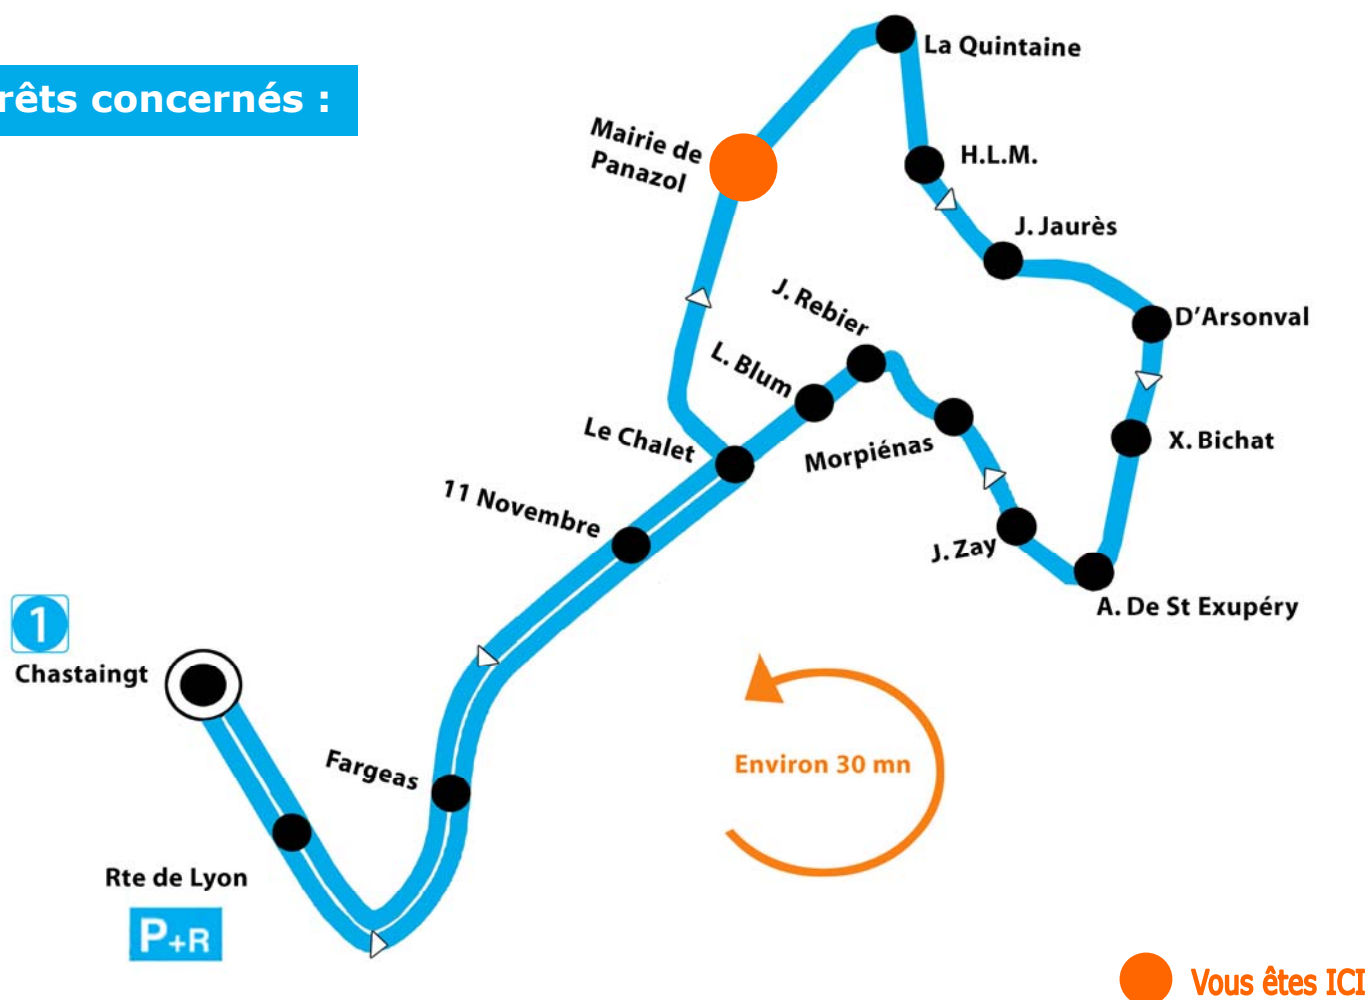 La Quintaine
rêts concernés :
Mairie de
Panazol
H.L.M.
J. Jaurès
J. Rebier
D'Arsonval
L. Blum
Le Chalet
Morpiénas
X. Bichat
11 Novembre
J. Zay
A. De St Exupéry
1
Chastaingt
Fargeas
Environ 30 mn
Rte de Lyon
P+R
Vous êtes ICI